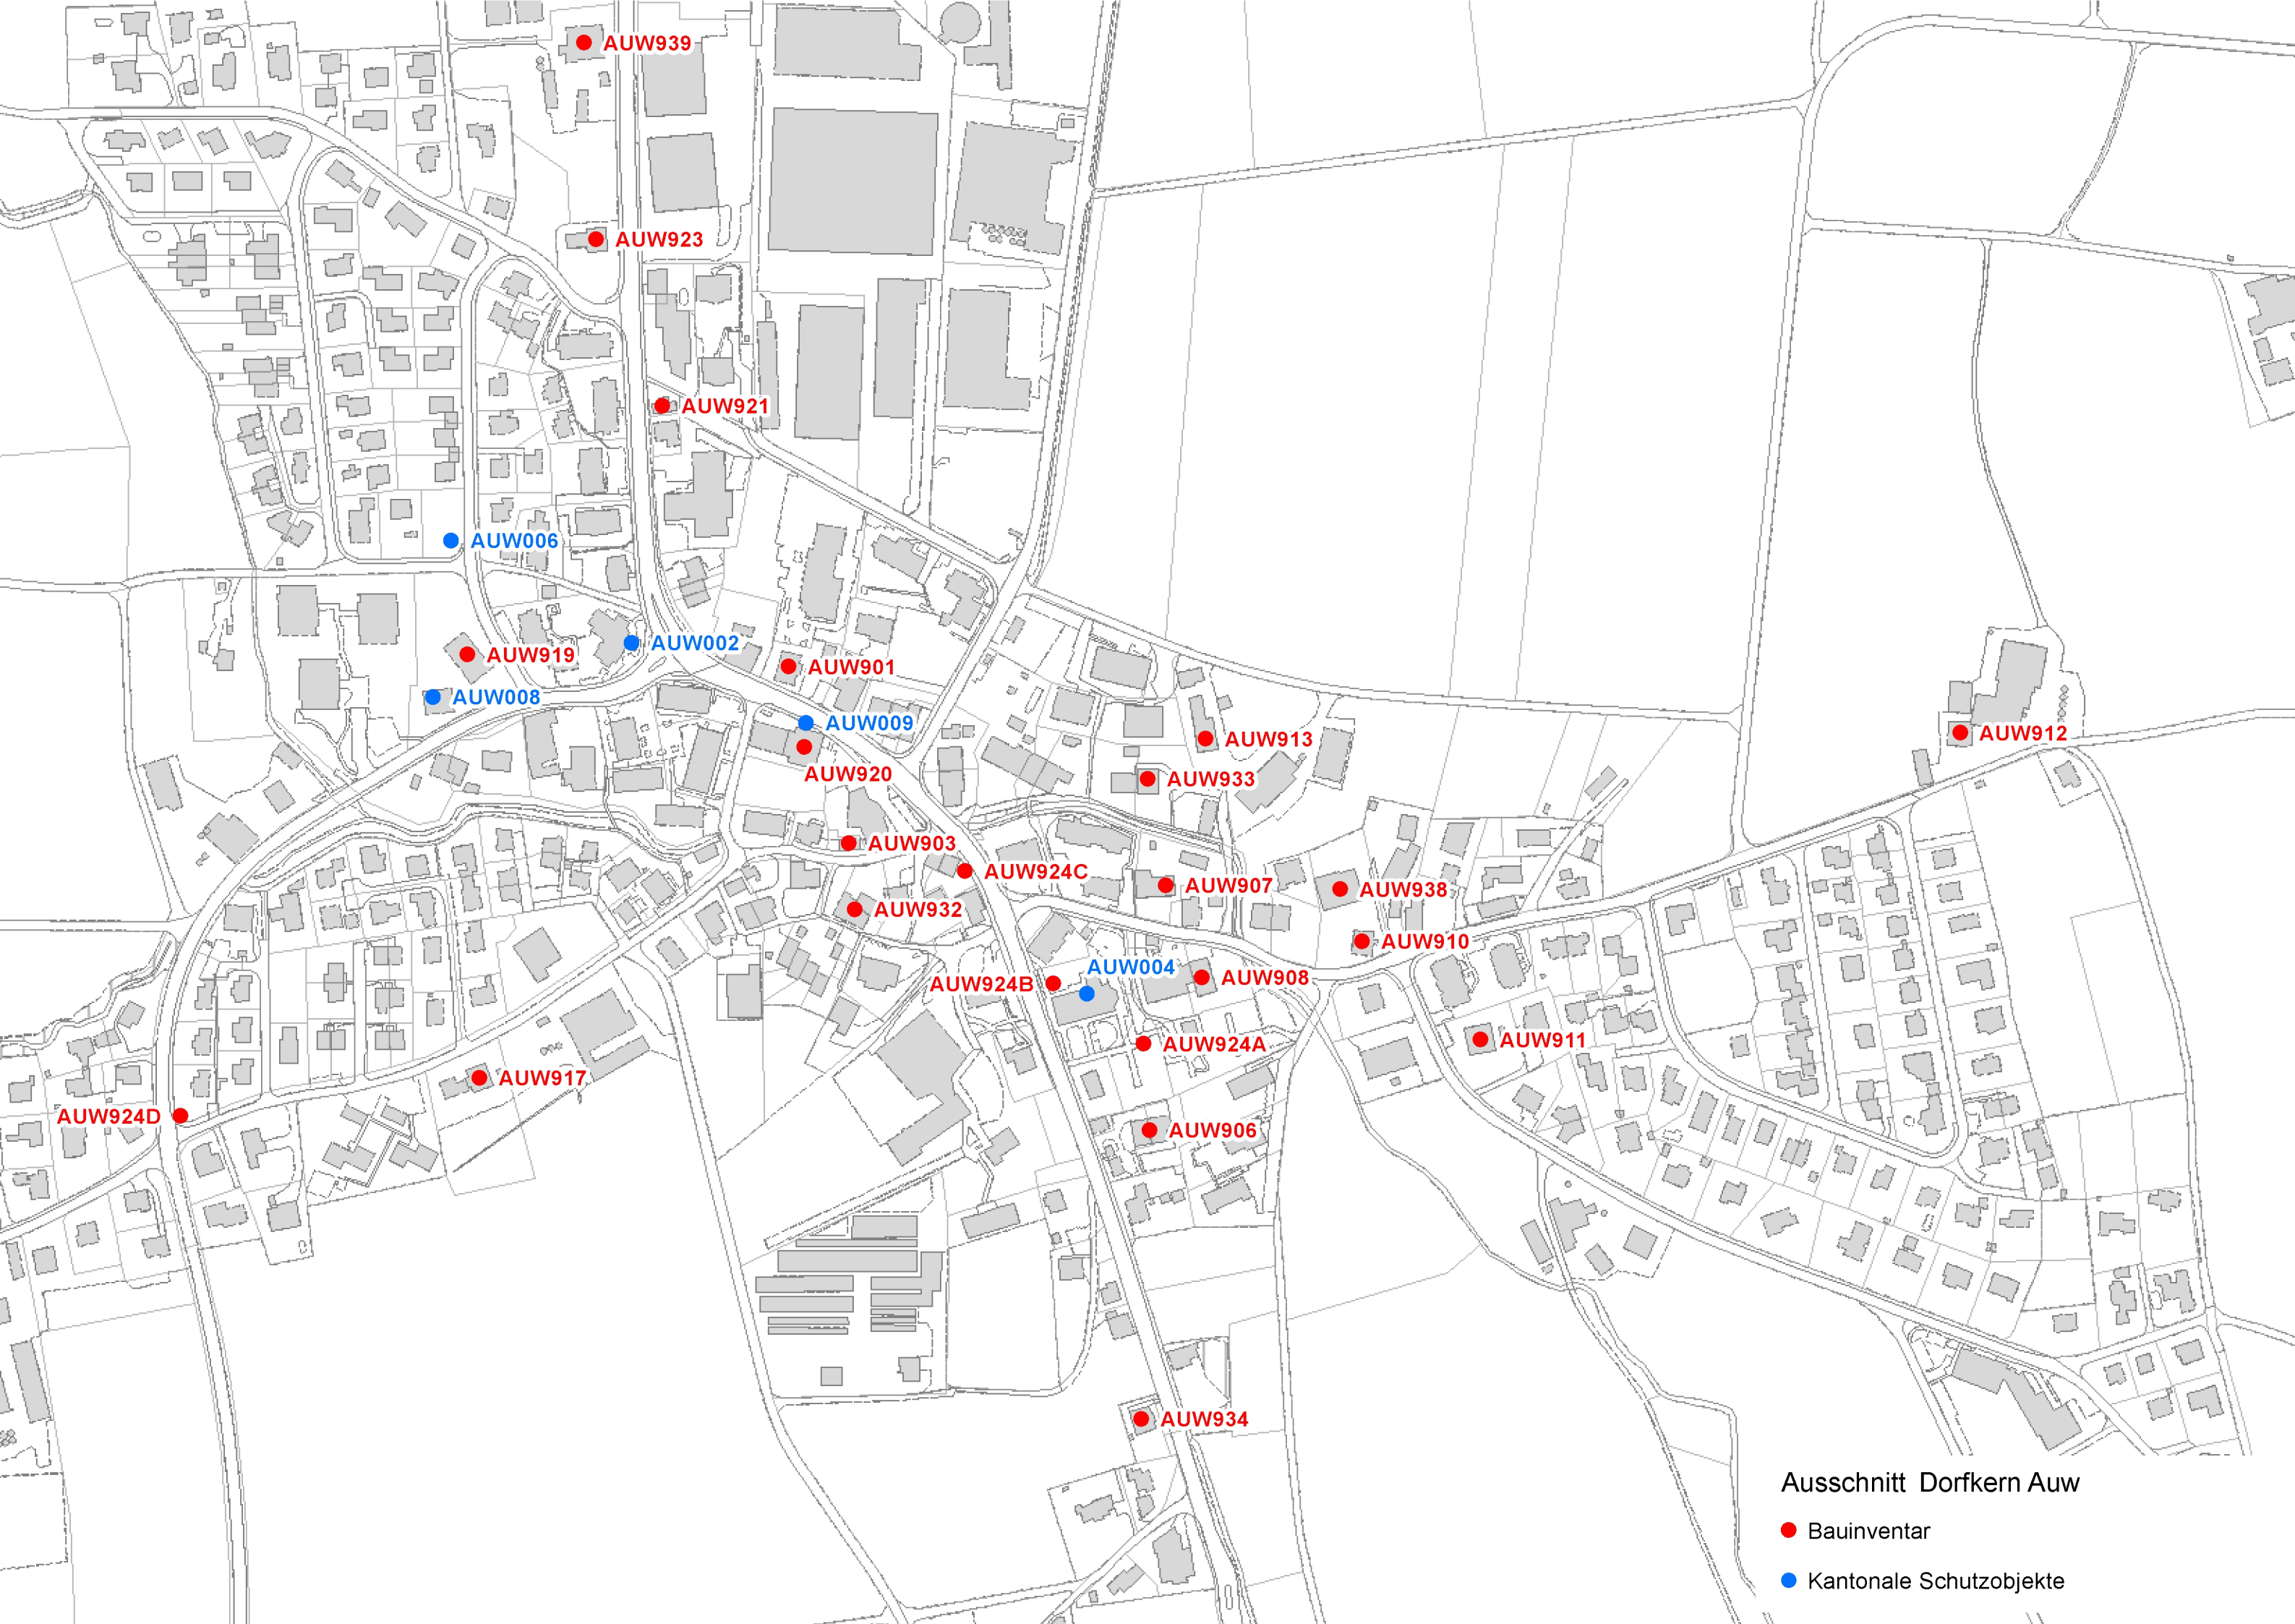 AUW939
AUW923
AUW921
AUW006
AUW002
AUW919
AUW901
AUW008
AUW009
AUW912
AUW913
AUW920
AUW933
AUW903
AUW924C
AUW907
AUW938
AUW932
AUW910
AUW004
AUW908
AUW924B
AUW911
AUW924A
AUW917
AUW924D
AUW906
AUW934
Ausschnitt Dorfkern Auw
Bauinventar
Kantonale Schutzobjekte